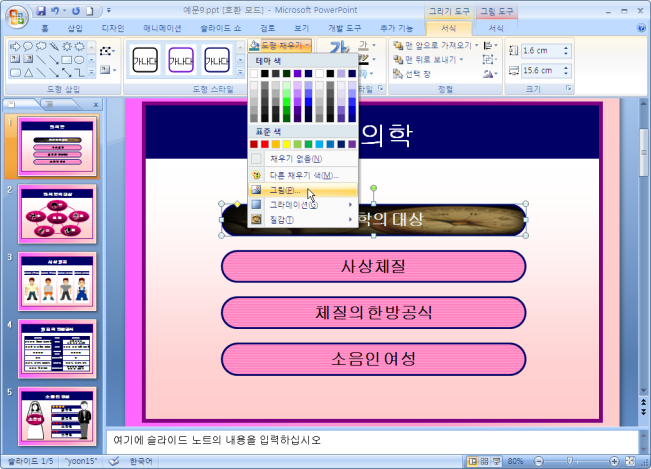 예문9.ppt [호환 모드] - Microsoft PowerPoint
그리기 도구
그림 도구
홈 삽입 디자인 애니메이션 슬라이드 쇼 검토 보기 개발 도구 추가 기능 서식 서식
도형 채우기
가나다 가나다 가나다
맨 앞으로 가져오기
맨 뒤로 보내기
선택 창
1.6 cm
15.6 cm
도형 삽입
도형 스타일
정렬
크기
테마 색
표준 색
채우기 없음(N)
다른 채우기 색(M)...
그림(P)...
그라데이션(G)
질감(T)
1
2
3
사상체질
4
5
소음인 여성
의학
학의 대상
사상체질
체질의 한방공식
소음인 여성
여기에 슬라이드 노트의 내용을 입력하십시오
슬라이드 1/5
"yoon15"
한국어
80%